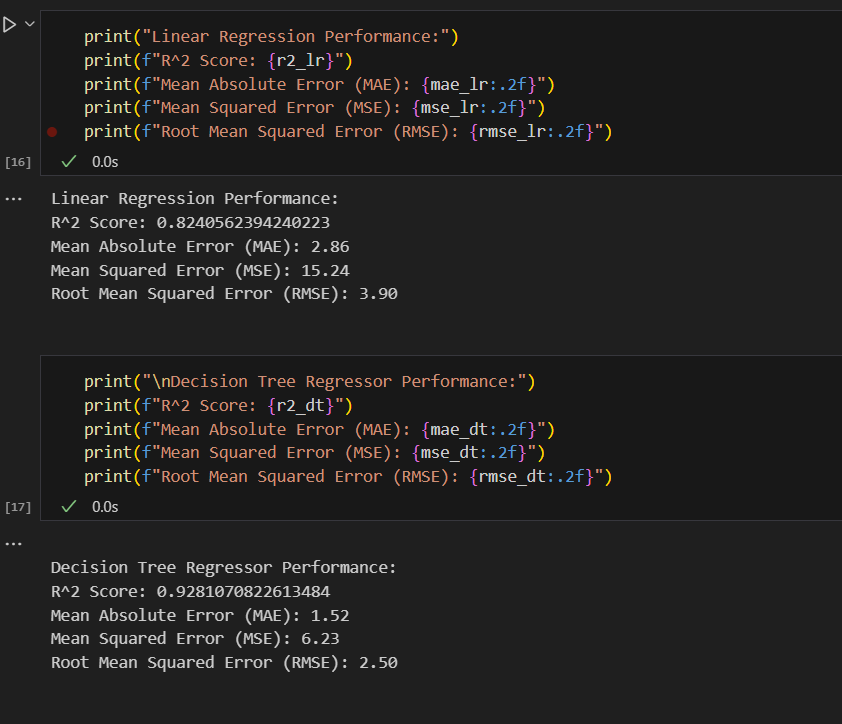 print("Linear Regression Performance:")
print(f"R^2 Score: {r2_lr}")
print(f"Mean Absolute Error (MAE): {mae_lr:.2f}")
print(f"Mean Squared Error (MSE): {mse_lr:.2f}")
print(f"Root Mean Squared Error (RMSE): {rmse_lr:.2f}")
[16] 0.0s
... Linear Regression Performance:
R^2 Score: 0.8240562394240223
Mean Absolute Error (MAE): 2.86
Mean Squared Error (MSE): 15.24
Root Mean Squared Error (RMSE): 3.90
print("\nDecision Tree Regressor Performance:")
print(f"R^2 Score: {r2_dt}")
print(f"Mean Absolute Error (MAE): {mae_dt:.2f}")
print(f"Mean Squared Error (MSE): {mse_dt:.2f}")
print(f"Root Mean Squared Error (RMSE): {rmse_dt:.2f}")
[17] 0.0s
...
Decision Tree Regressor Performance:
R^2 Score: 0.9281070822613484
Mean Absolute Error (MAE): 1.52
Mean Squared Error (MSE): 6.23
Root Mean Squared Error (RMSE): 2.50